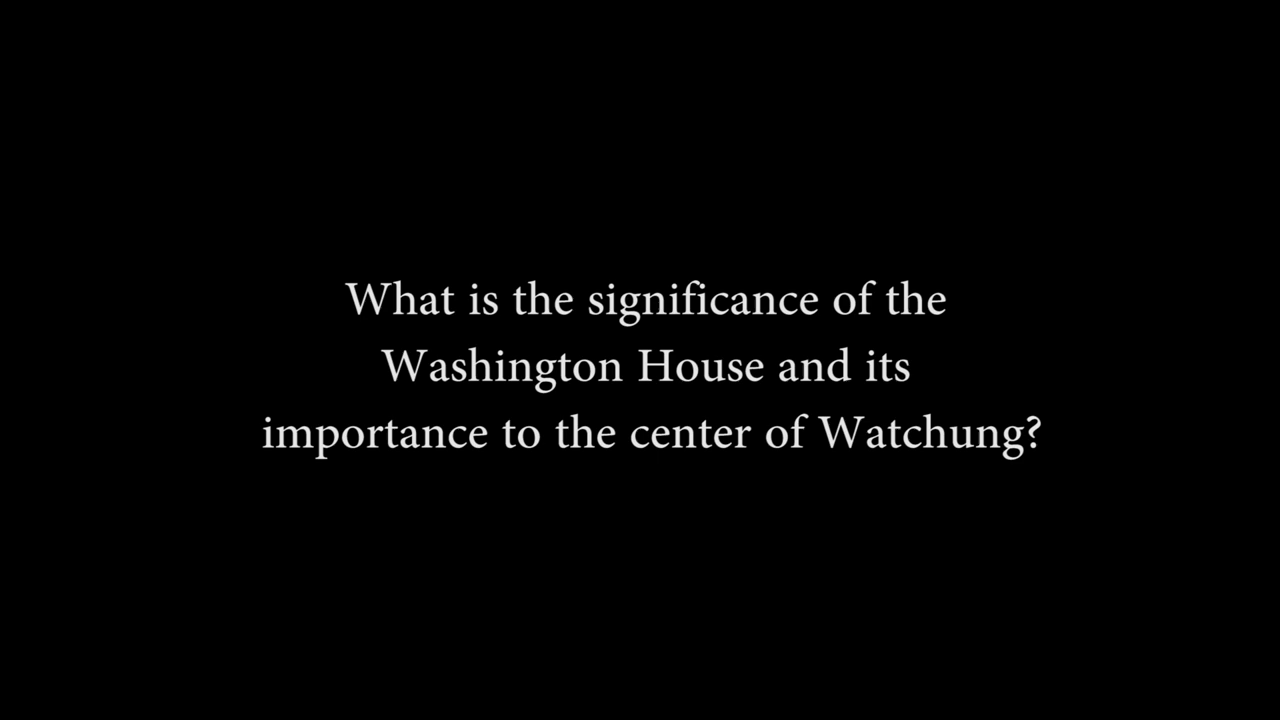 What is the significance of the
Washington House and its
importance to the center of Watchung?